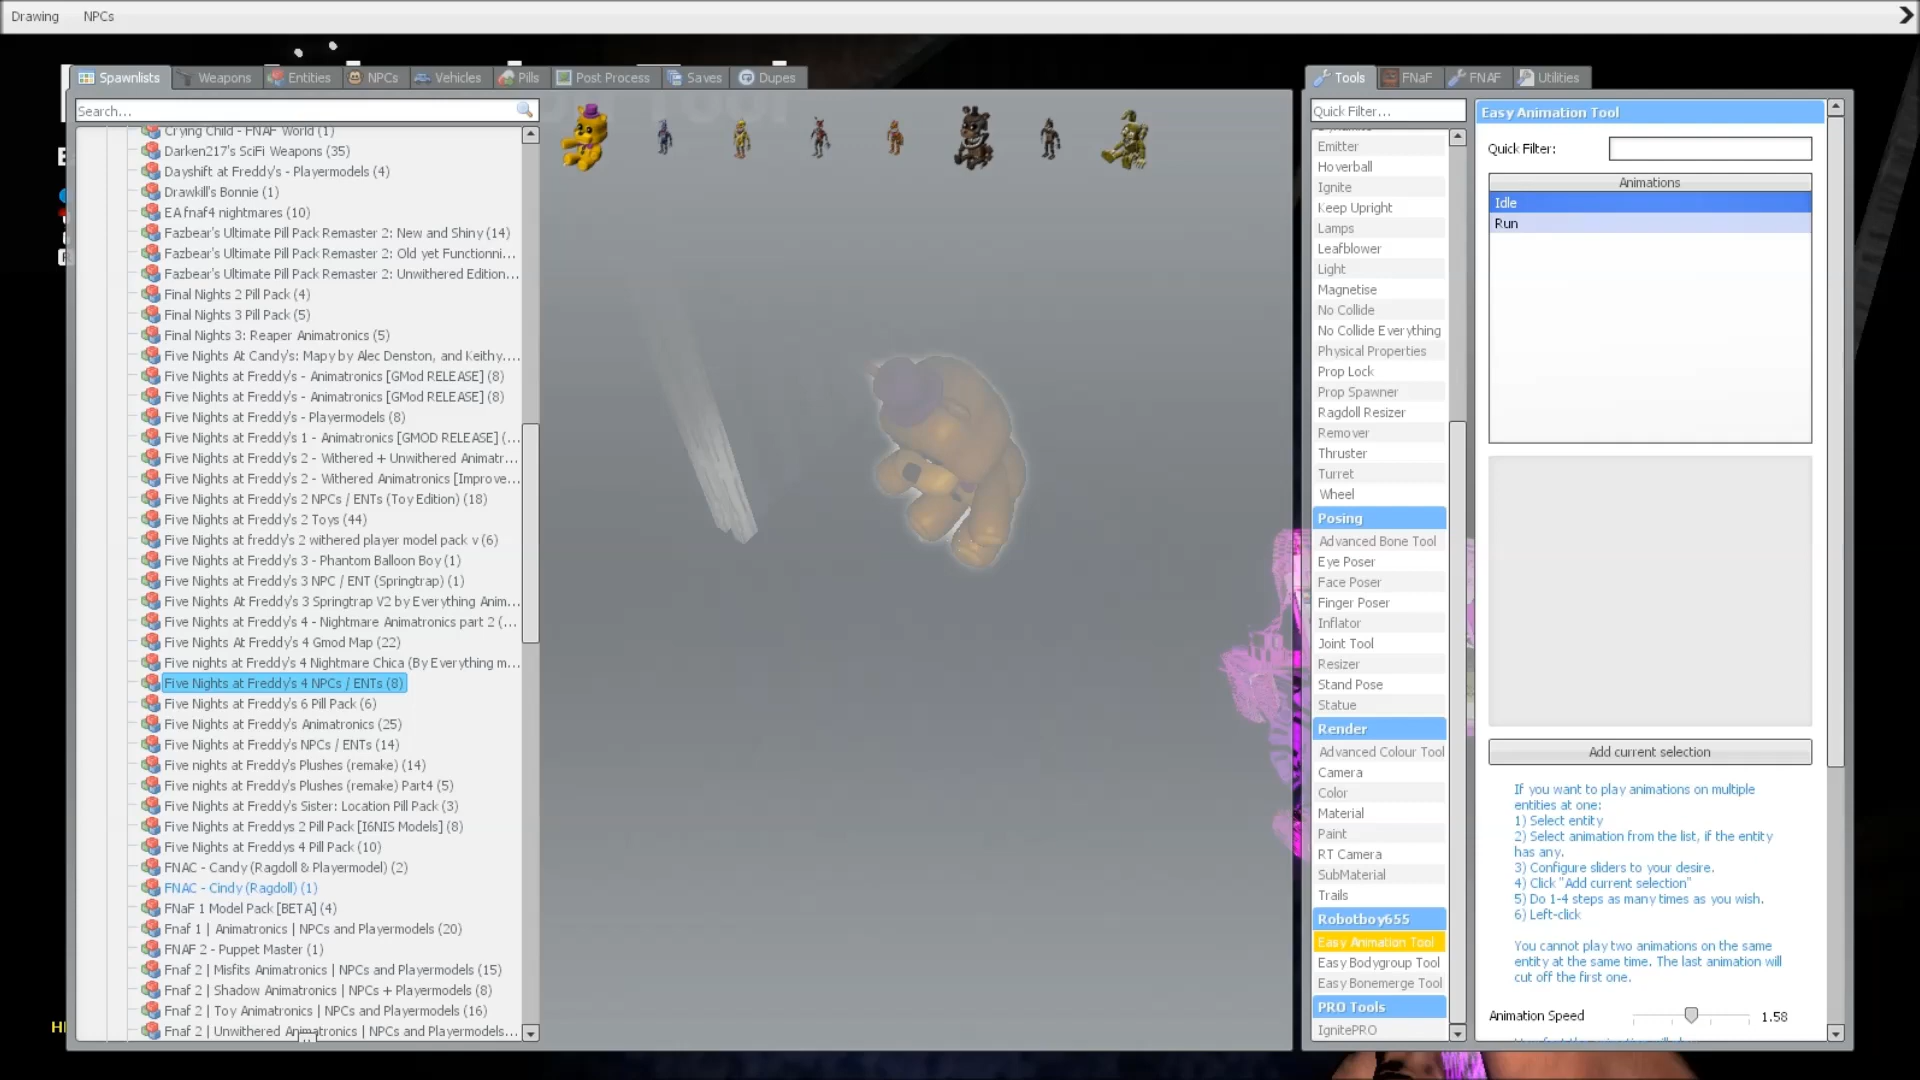 Drawing NPCs
Spawnlists Weapons Entities NPCs Vehicles Pills Post Process Saves Dupes
Search...
Crying Child - FNAF World (1)
Darken217's SciFi Weapons (35)
Dayshift at Freddy's - Playermodels (4)
Drawkill's Bonnie (1)
EA fnaf4 nightmares (10)
Fazbear's Ultimate Pill Pack Remaster 2: New and Shiny (14)
Fazbear's Ultimate Pill Pack Remaster 2: Old yet Functionni...
Fazbear's Ultimate Pill Pack Remaster 2: Unwithered Edition...
Final Nights 2 Pill Pack (4)
Final Nights 3 Pill Pack (5)
Final Nights 3: Reaper Animatronics (5)
Five Nights At Candy's: Mapy by Alec Denston, and Keithy....
Five Nights at Freddy's - Animatronics [GMod RELEASE] (8)
Five Nights at Freddy's - Animatronics [GMod RELEASE] (8)
Five Nights at Freddy's - Playermodels (8)
Five Nights at Freddy's 1 - Animatronics [GMOD RELEASE] (...
Five Nights at Freddy's 2 - Withered + Unwithered Animatr...
Five Nights at Freddy's 2 - Withered Animatronics [Improve...
Five Nights at Freddy's 2 NPCs / ENTs (Toy Edition) (18)
Five Nights at Freddy's 2 Toys (44)
Five Nights at freddy's 2 withered player model pack v (6)
Five Nights at Freddy's 3 - Phantom Balloon Boy (1)
Five Nights at Freddy's 3 NPC / ENT (Springtrap) (1)
Five Nights At Freddy's 3 Springtrap V2 by Everything Anim...
Five Nights at Freddy's 4 - Nightmare Animatronics part 2 (...
Five Nights At Freddy's 4 Gmod Map (22)
Five nights at Freddy's 4 Nightmare Chica (By Everything m...
Five Nights at Freddy's 4 NPCs / ENTs (8)
Five Nights at Freddy's 6 Pill Pack (6)
Five Nights at Freddy's Animatronics (25)
Five Nights at Freddy's NPCs / ENTs (14)
Five nights at Freddy's Plushes (remake) (14)
Five nights at Freddy's Plushes (remake) Part4 (5)
Five Nights at Freddy's Sister: Location Pill Pack (3)
Five Nights at Freddys 2 Pill Pack [I6NIS Models] (8)
Five Nights at Freddys 4 Pill Pack (10)
FNAC - Candy (Ragdoll & Playermodel) (2)
FNAC - Cindy (Ragdoll) (1)
FNaF 1 Model Pack [BETA] (4)
Fnaf 1 | Animatronics | NPCs and Playermodels (20)
FNAF 2 - Puppet Master (1)
Fnaf 2 | Misfits Animatronics | NPCs and Playermodels (15)
Fnaf 2 | Shadow Animatronics | NPCs + Playermodels (8)
Fnaf 2 | Toy Animatronics | NPCs and Playermodels (16)
Fnaf 2 | Unwithered Animatronics | NPCs and Playermodels...
Tools FNaF FNAF Utilities
Quick Filter...
Emitter
Hoverball
Ignite
Keep Upright
Lamps
Leafblower
Light
Magnetise
No Collide
No Collide Everything
Physical Properties
Prop Lock
Prop Spawner
Ragdoll Resizer
Remover
Thruster
Turret
Wheel
Posing
Advanced Bone Tool
Eye Poser
Face Poser
Finger Poser
Inflator
Joint Tool
Resizer
Stand Pose
Statue
Render
Advanced Colour Tool
Camera
Color
Material
Paint
RT Camera
SubMaterial
Trails
Robotboy655
Easy Animation Tool
Easy Bodygroup Tool
Easy Bonemerge Tool
PRO Tools
IgnitePRO
Easy Animation Tool
Quick Filter:
Animations
Idle
Run
Add current selection
If you want to play animations on multiple
entities at one:
1) Select entity
2) Select animation from the list, if the entity
has any.
3) Configure sliders to your desire.
4) Click "Add current selection"
5) Do 1-4 steps as many times as you wish.
6) Left-click
You cannot play two animations on the same
entity at the same time. The last animation will
cut off the first one.
Animation Speed 1.58